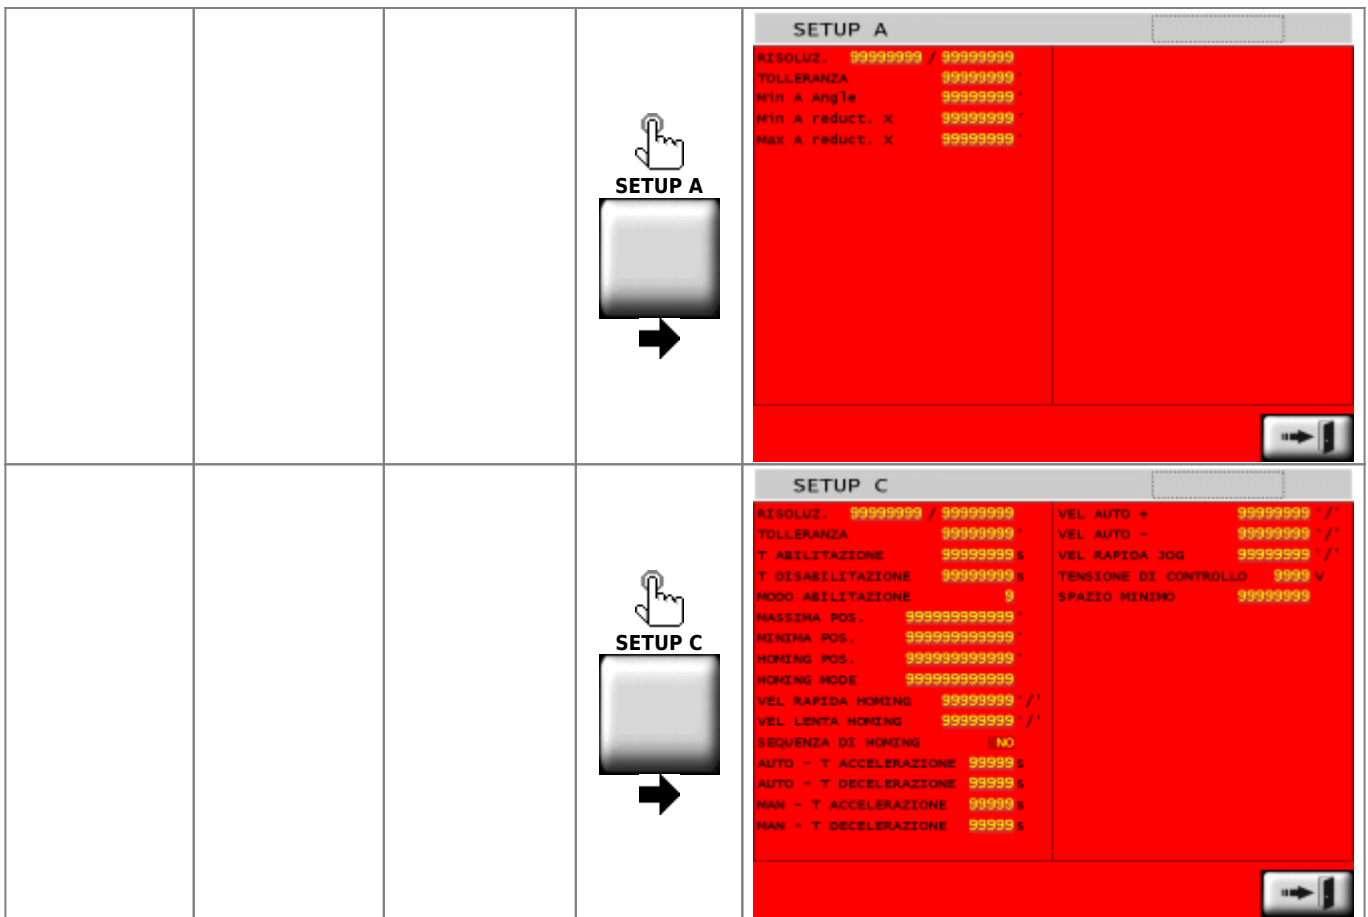 SETUP A
SETUP A
RISOLUZ. 99999999 / 99999999
TOLLERANZA 99999999 °
Min A Angle 99999999 °
Min A reduct. X 99999999 °
Max A reduct. X 99999999 °
SETUP C
SETUP C
RISOLUZ. 99999999 / 99999999
TOLLERANZA 99999999 °
T ABILITAZIONE 99999999 s
T DISABILITAZIONE 99999999 s
MODO ABILITAZIONE 9
MASSIMA POS. 999999999999 °
MINIMA POS. 999999999999 °
HOMING POS. 999999999999 °
HOMING MODE 999999999999
VEL RAPIDA HOMING 99999999 °/'
VEL LENTA HOMING 99999999 °/'
SEQUENZA DI HOMING NO
AUTO - T ACCELERAZIONE 99999 s
AUTO - T DECELERAZIONE 99999 s
MAN - T ACCELERAZIONE 99999 s
MAN - T DECELERAZIONE 99999 s
VEL AUTO + 99999999 °/'
VEL AUTO - 99999999 °/'
VEL RAPIDA JOG 99999999 °/'
TENSIONE DI CONTROLLO 9999 V
SPAZIO MINIMO 99999999